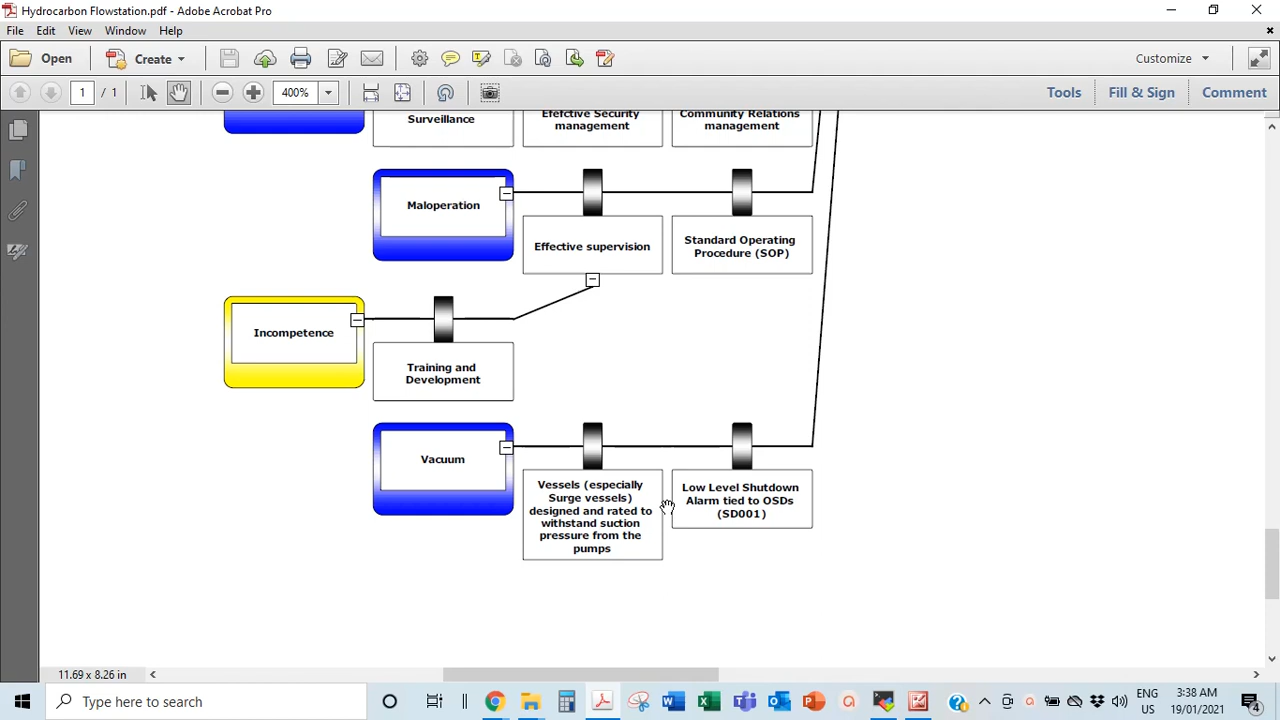 Hydrocarbon Flowstation.pdf - Adobe Acrobat Pro
File Edit View Window Help
Open Create Customize
1 / 1 400% Tools Fill & Sign Comment
Surveillance
Efefctive Security
management
Community Relations
management
Maloperation
Effective supervision
Standard Operating
Procedure (SOP)
Incompetence
Training and
Development
Vacuum
Vessels (especially
Surge vessels)
designed and rated to
withstand suction
pressure from the
pumps
Low Level Shutdown
Alarm tied to OSDs
(SD001)
11.69 x 8.26 in
Type here to search
ENG
US
3:38 AM
19/01/2021
4